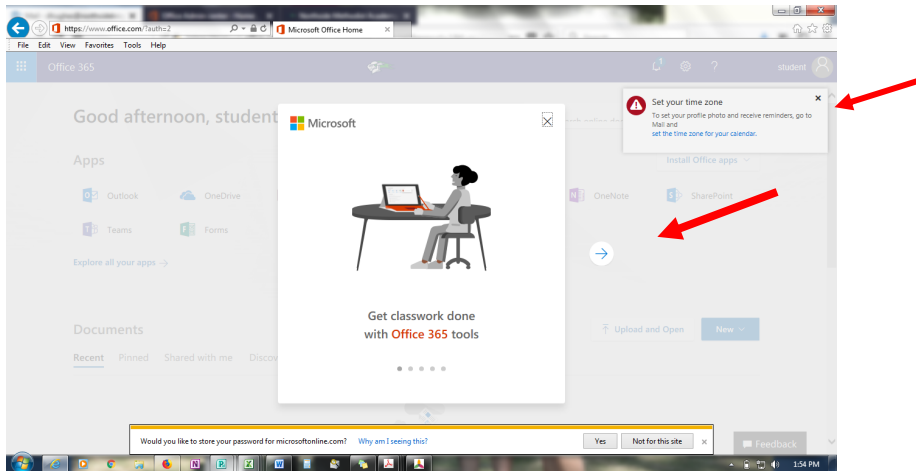 https://www.office.com/?auth=2
Microsoft Office Home
File Edit View Favorites Tools Help
Office 365
student
Good afternoon, student
Microsoft
Set your time zone
To set your profile photo and receive reminders, go to
Mail and
set the time zone for your calendar.
Apps
Install Office apps
Outlook
OneDrive
OneNote
SharePoint
Teams
Forms
Explore all your apps
Get classwork done
with Office 365 tools
Documents
Upload and Open
New
Recent Pinned Shared with me
Would you like to store your password for microsoftonline.com? Why am I seeing this?
Yes
Not for this site
Feedback
1:54 PM